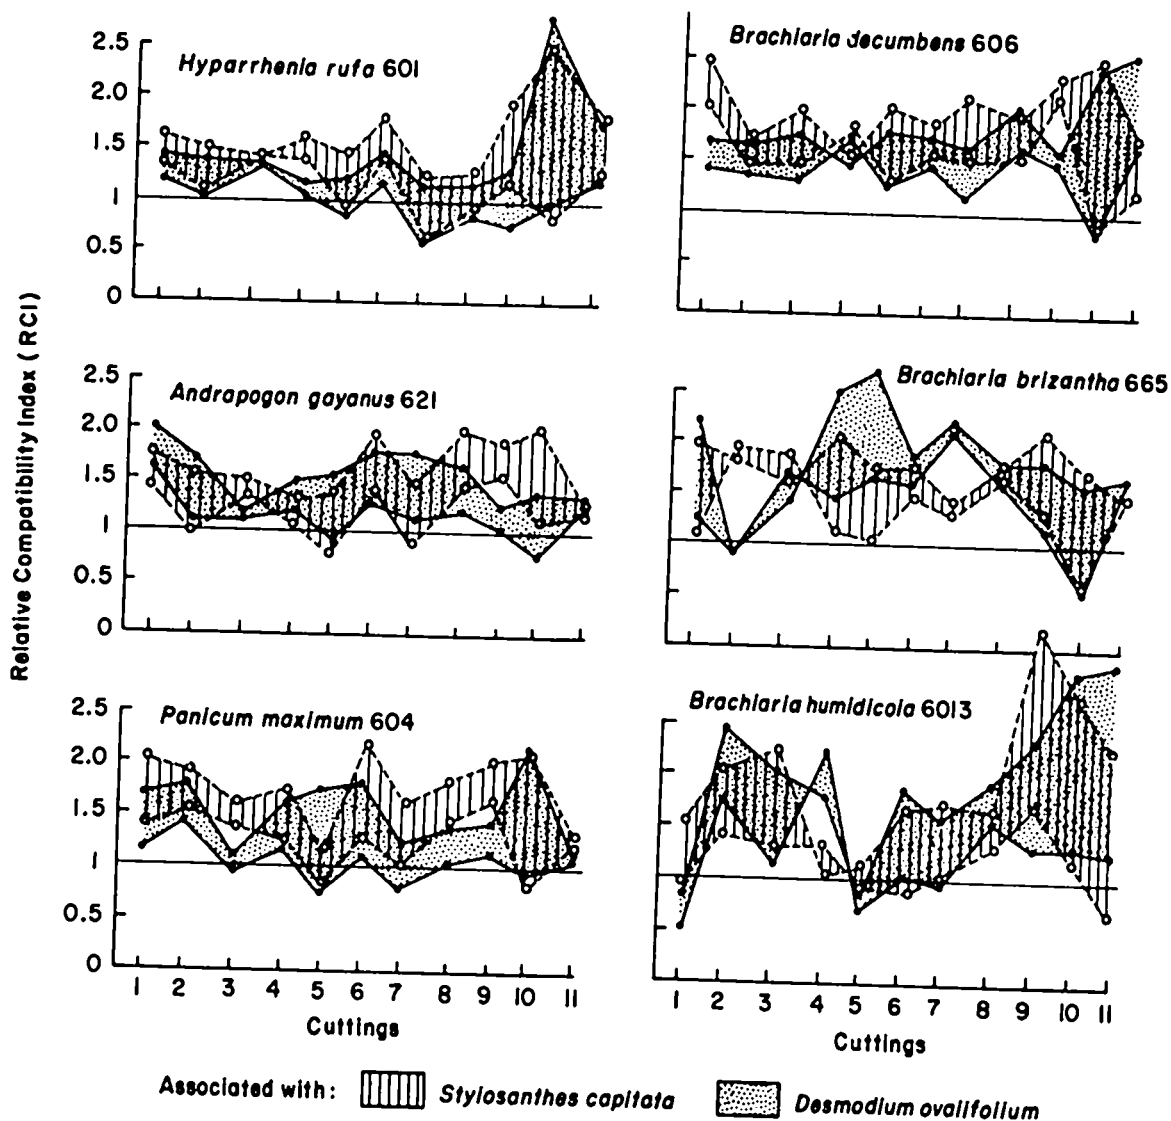 Relative Compatibility Index (RCI)
Hyparrhenia rufa 601
2.5
2.0
1.5
1
0.5
0
Brachiaria decumbens 606
Andrapogon gayanus 621
2.5
2.0
1.5
1
0.5
0
Brachiaria brizantha 665
Panicum maximum 604
2.5
2.0
1.5
1
0.5
0
1 2 3 4 5 6 7 8 9 10 11
Cuttings
Brachiaria humidicola 6013
1 2 3 4 5 6 7 8 9 10 11
Cuttings
Associated with: Stylosanthes capitata Desmodium ovalifolium